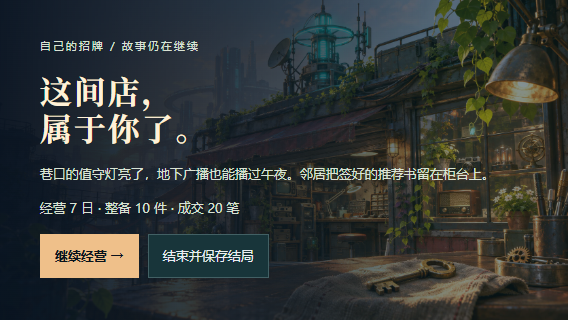 自己的招牌 / 故事仍在继续
这间店，
属于你了。
巷口的值守灯亮了，地下广播也能播过午夜。邻居把签好的推荐书留在柜台上。
经营 7 日 · 整备 10 件 · 成交 20 笔
继续经营 →
结束并保存结局